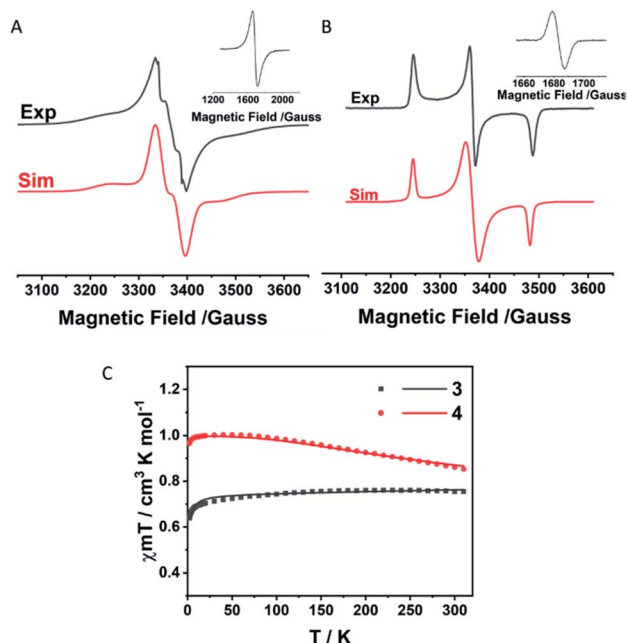 A
1200 1600 2000
Magnetic Field /Gauss
Exp
Sim
3100 3200 3300 3400 3500 3600
Magnetic Field /Gauss
B
1660 1680 1700
Magnetic Field /Gauss
Exp
Sim
3100 3200 3300 3400 3500 3600
Magnetic Field /Gauss
C
3
4
1.2
1.0
0.8
0.6
0.4
χmT / cm³ K mol⁻¹
0 50 100 150 200 250 300
T / K